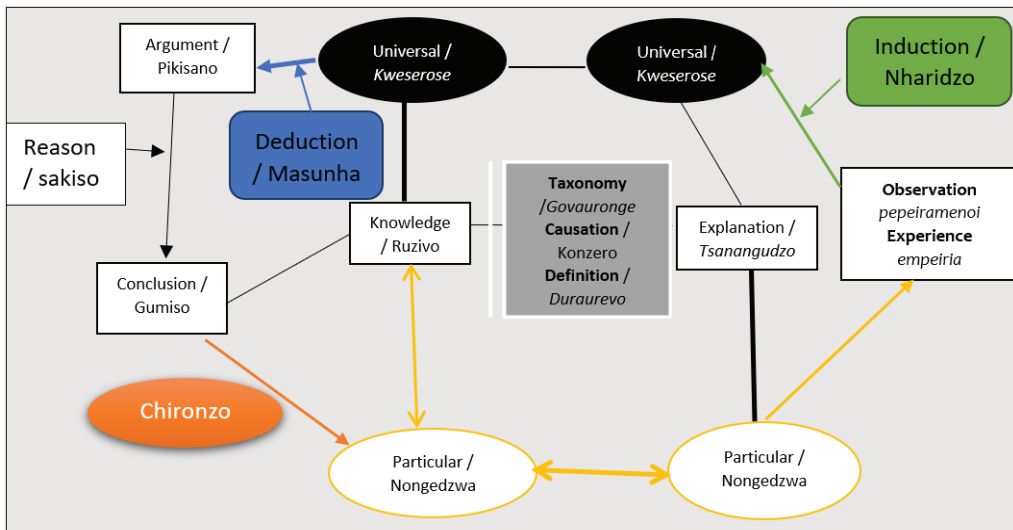 Argument /
Pikisano
Universal /
Kweserose
Universal /
Kweserose
Induction /
Nharidzo
Reason
/ sakiso
Deduction
/ Masunha
Knowledge
/ Ruzivo
Taxonomy
/Govauronge
Causation /
Konzero
Definition /
Duraurevo
Explanation /
Tsanangudzo
Observation
pepeiramenoi
Experience
empeiria
Conclusion /
Gumiso
Chironzo
Particular /
Nongedzwa
Particular /
Nongedzwa